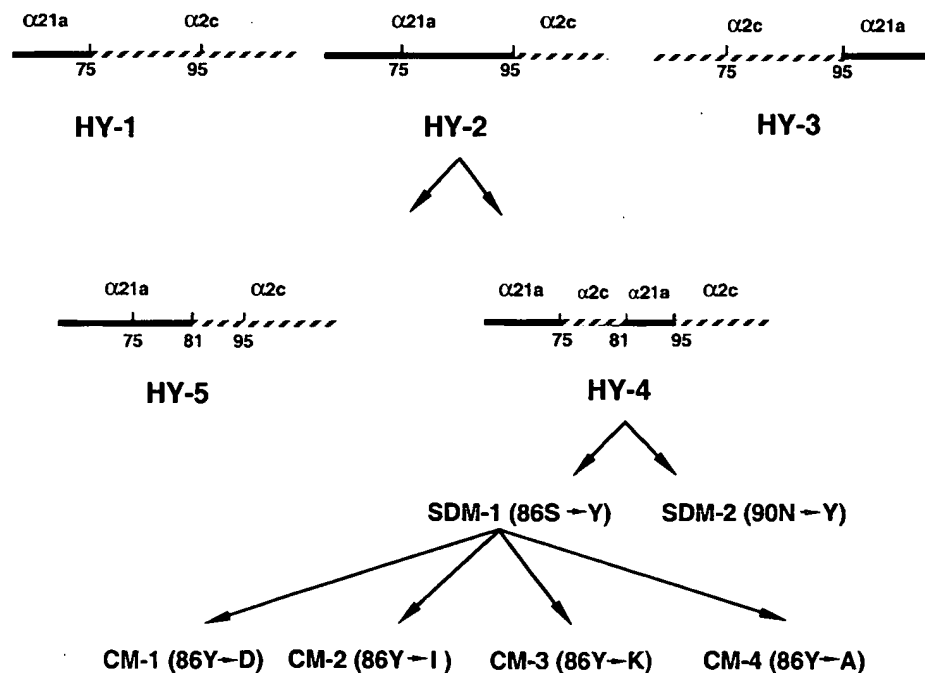 α21a α2c α21a α2c α2c α21a
75 95 75 95 75 95
HY-1 HY-2 HY-3
α21a α2c α21a α2c α21a α2c
75 81 95 75 81 95
HY-5 HY-4
SDM-1 (86S→Y) SDM-2 (90N→Y)
CM-1 (86Y→D) CM-2 (86Y→I) CM-3 (86Y→K) CM-4 (86Y→A)